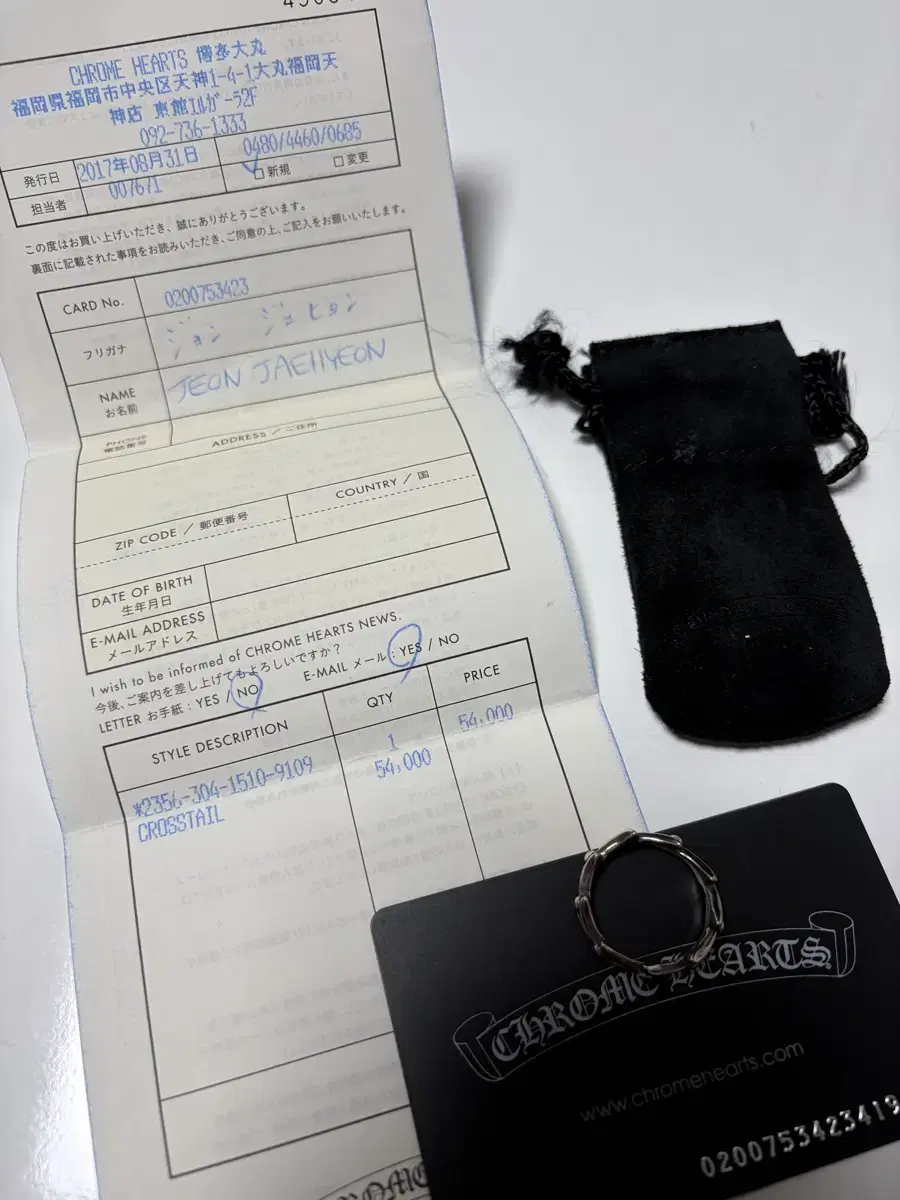 CHROME HEARTS 博多大丸
福岡県福岡市中央区天神1-4-1大丸福岡天
神店 東館エルガーラ2F
092-736-1333
発行日 2017年08月31日 0480/4460/0685
担当者 007671 ☑新規 □変更
この度はお買い上げいただき、誠にありがとうございます。
裏面に記載された事項をお読みいただき、ご同意の上、ご記入をお願いいたします。
CARD No. 0200753423
フリガナ ジョン ジェヒョン
NAME
お名前 JEON JAEHYEON
PHONE
電話番号
ADDRESS / ご住所
ZIP CODE / 郵便番号 COUNTRY / 国
DATE OF BIRTH
生年月日
E-MAIL ADDRESS
メールアドレス
I wish to be informed of CHROME HEARTS NEWS.
今後、ご案内を差し上げてもよろしいですか?
LETTER お手紙 : YES / NO E-MAIL メール : YES / NO
STYLE DESCRIPTION QTY PRICE
*2356-304-1510-9109 1 54,000
CROSSTAIL 54,000
CHROME HEARTS
www.chromehearts.com
0200753423419
CHROME